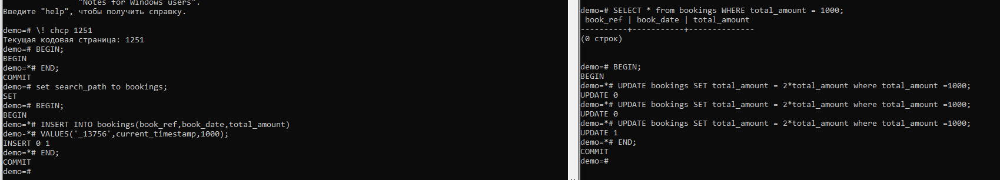 "Notes for Windows users".
Введите "help", чтобы получить справку.
demo=# \! chcp 1251
Текущая кодовая страница: 1251
demo=# BEGIN;
BEGIN
demo=*# END;
COMMIT
demo=# set search_path to bookings;
SET
demo=# BEGIN;
BEGIN
demo=*# INSERT INTO bookings(book_ref,book_date,total_amount)
demo-*# VALUES('_13756',current_timestamp,1000);
INSERT 0 1
demo=*# END;
COMMIT
demo=#
demo=# SELECT * from bookings WHERE total_amount = 1000;
book_ref | book_date | total_amount
----------+-----------+--------------
(0 строк)
demo=# BEGIN;
BEGIN
demo=*# UPDATE bookings SET total_amount = 2*total_amount where total_amount =1000;
UPDATE 0
demo=*# UPDATE bookings SET total_amount = 2*total_amount where total_amount =1000;
UPDATE 0
demo=*# UPDATE bookings SET total_amount = 2*total_amount where total_amount =1000;
UPDATE 1
demo=*# END;
COMMIT
demo=#